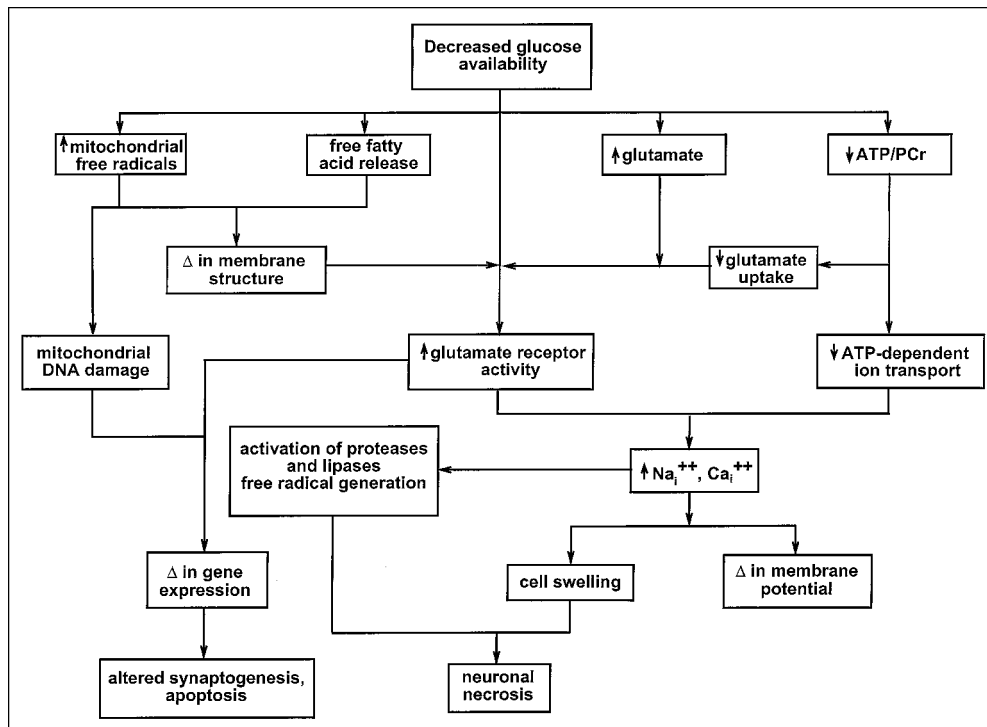 Decreased glucose
availability
↑mitochondrial
free radicals
free fatty
acid release
↑glutamate
↓ATP/PCr
Δ in membrane
structure
↓glutamate
uptake
mitochondrial
DNA damage
↑glutamate receptor
activity
↓ATP-dependent
ion transport
activation of proteases
and lipases
free radical generation
↑Naᵢ⁺⁺, Caᵢ⁺⁺
Δ in gene
expression
cell swelling
Δ in membrane
potential
altered synaptogenesis,
apoptosis
neuronal
necrosis